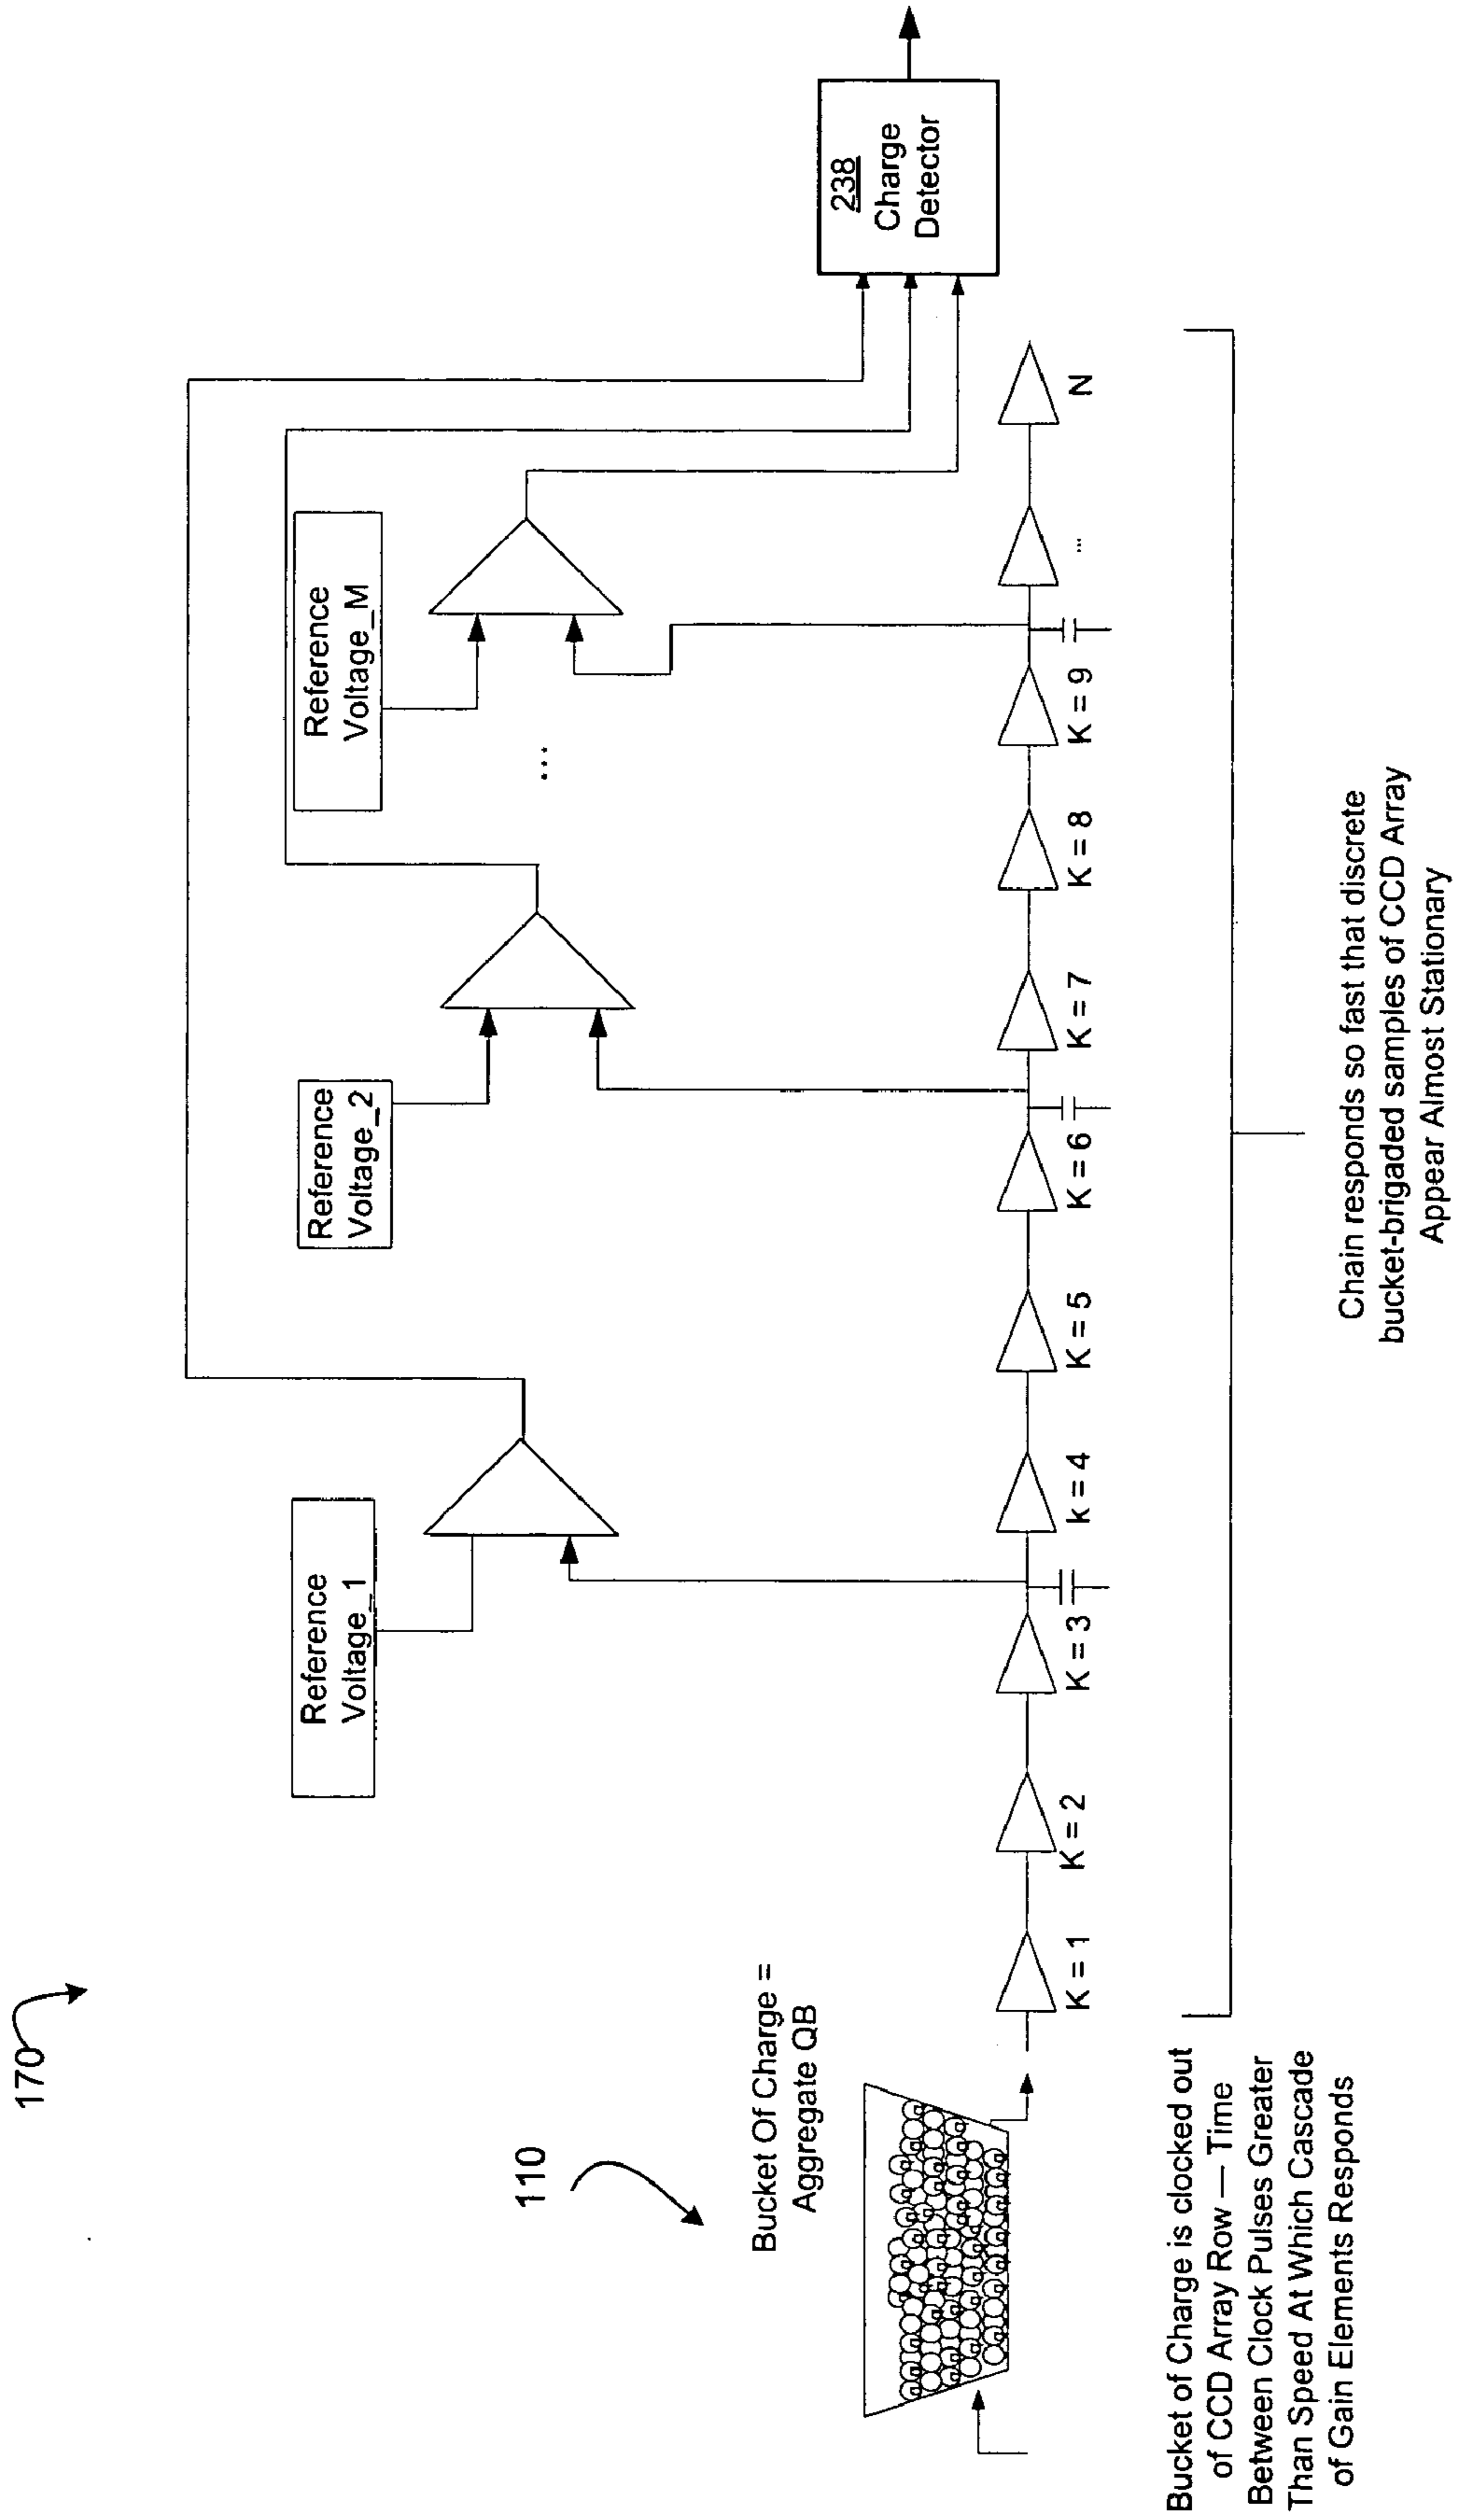 170
110
Bucket Of Charge =
Aggregate QB
Reference
Voltage_1
Reference
Voltage_2
Reference
Voltage_M
...
238
Charge
Detector
K = 1
K = 2
K = 3
k = 4
K = 5
K = 6
K = 7
K = 8
K = 9
...
N
Bucket of Charge is clocked out
of CCD Array Row — Time
Between Clock Pulses Greater
Than Speed At Which Cascade
of Gain Elements Responds
Chain responds so fast that discrete
bucket-brigaded samples of CCD Array
Appear Almost Stationary